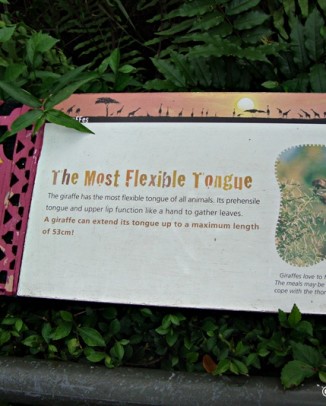 The Most Flexible Tongue
The giraffe has the most flexible tongue of all animals. Its prehensile
tongue and upper lip function like a hand to gather leaves.
A giraffe can extend its tongue up to a maximum length
of 53cm!
Giraffes love to
The meals may be
cope with the